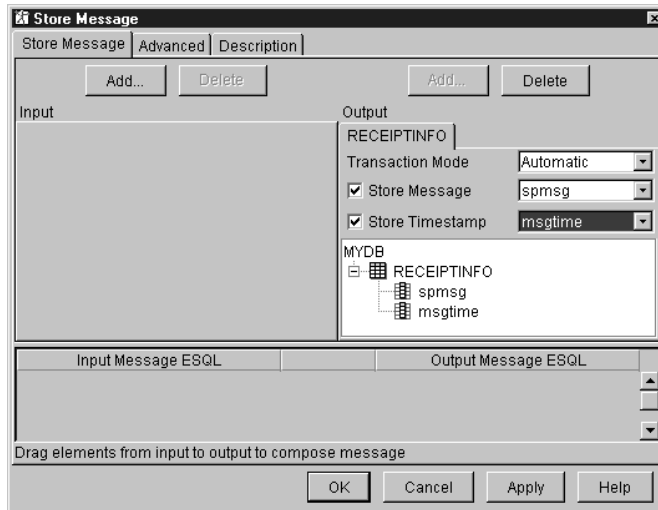 Store Message
Store Message Advanced Description
Add... Delete Add... Delete
Input Output
RECEIPTINFO
Transaction Mode Automatic
Store Message spmsg
Store Timestamp msgtime
MYDB
RECEIPTINFO
spmsg
msgtime
Input Message ESQL Output Message ESQL
Drag elements from input to output to compose message
OK Cancel Apply Help